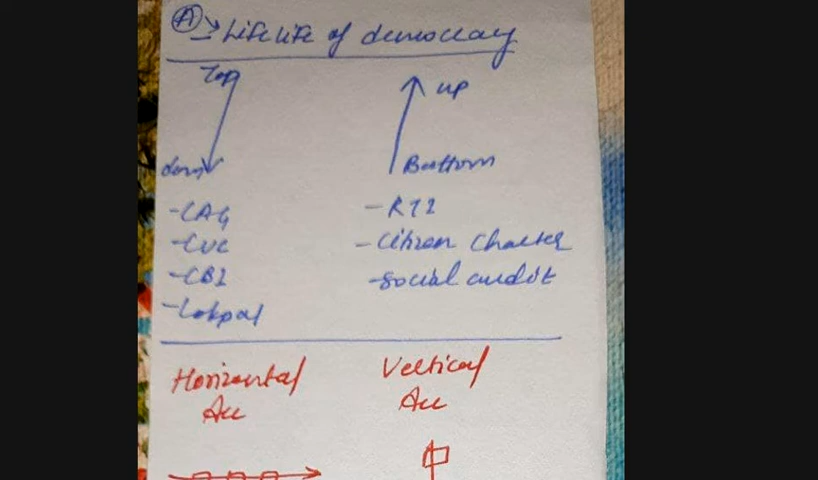 (A) → Lifelife of democracy
Top
up
down
Bottom
- CAG
- RTI
- CVC
- Citizen Charter
- CBI
- Social audit
- Lokpal
Horizontal
Vertical
Acc
Acc